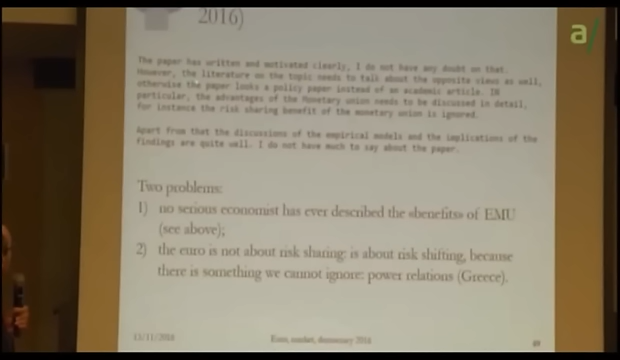 2016)
a/
The paper has written and motivated clearly, I do not have any doubt on that.
However, the literature on the topic needs to talk about the opposite views as well,
otherwise the paper looks a policy paper instead of an academic article. In
particular, the advantages of the Monetary union needs to be discussed in detail,
for instance the risk sharing benefit of the monetary union is ignored.
Apart from that the discussions of the empirical models and the implications of the
findings are quite well. I do not have much to say about the paper.
Two problems:
1) no serious economist has ever described the «benefits» of EMU
(see above);
2) the euro is not about risk sharing: is about risk shifting, because
there is something we cannot ignore: power relations (Greece).
Euro, market, democracy